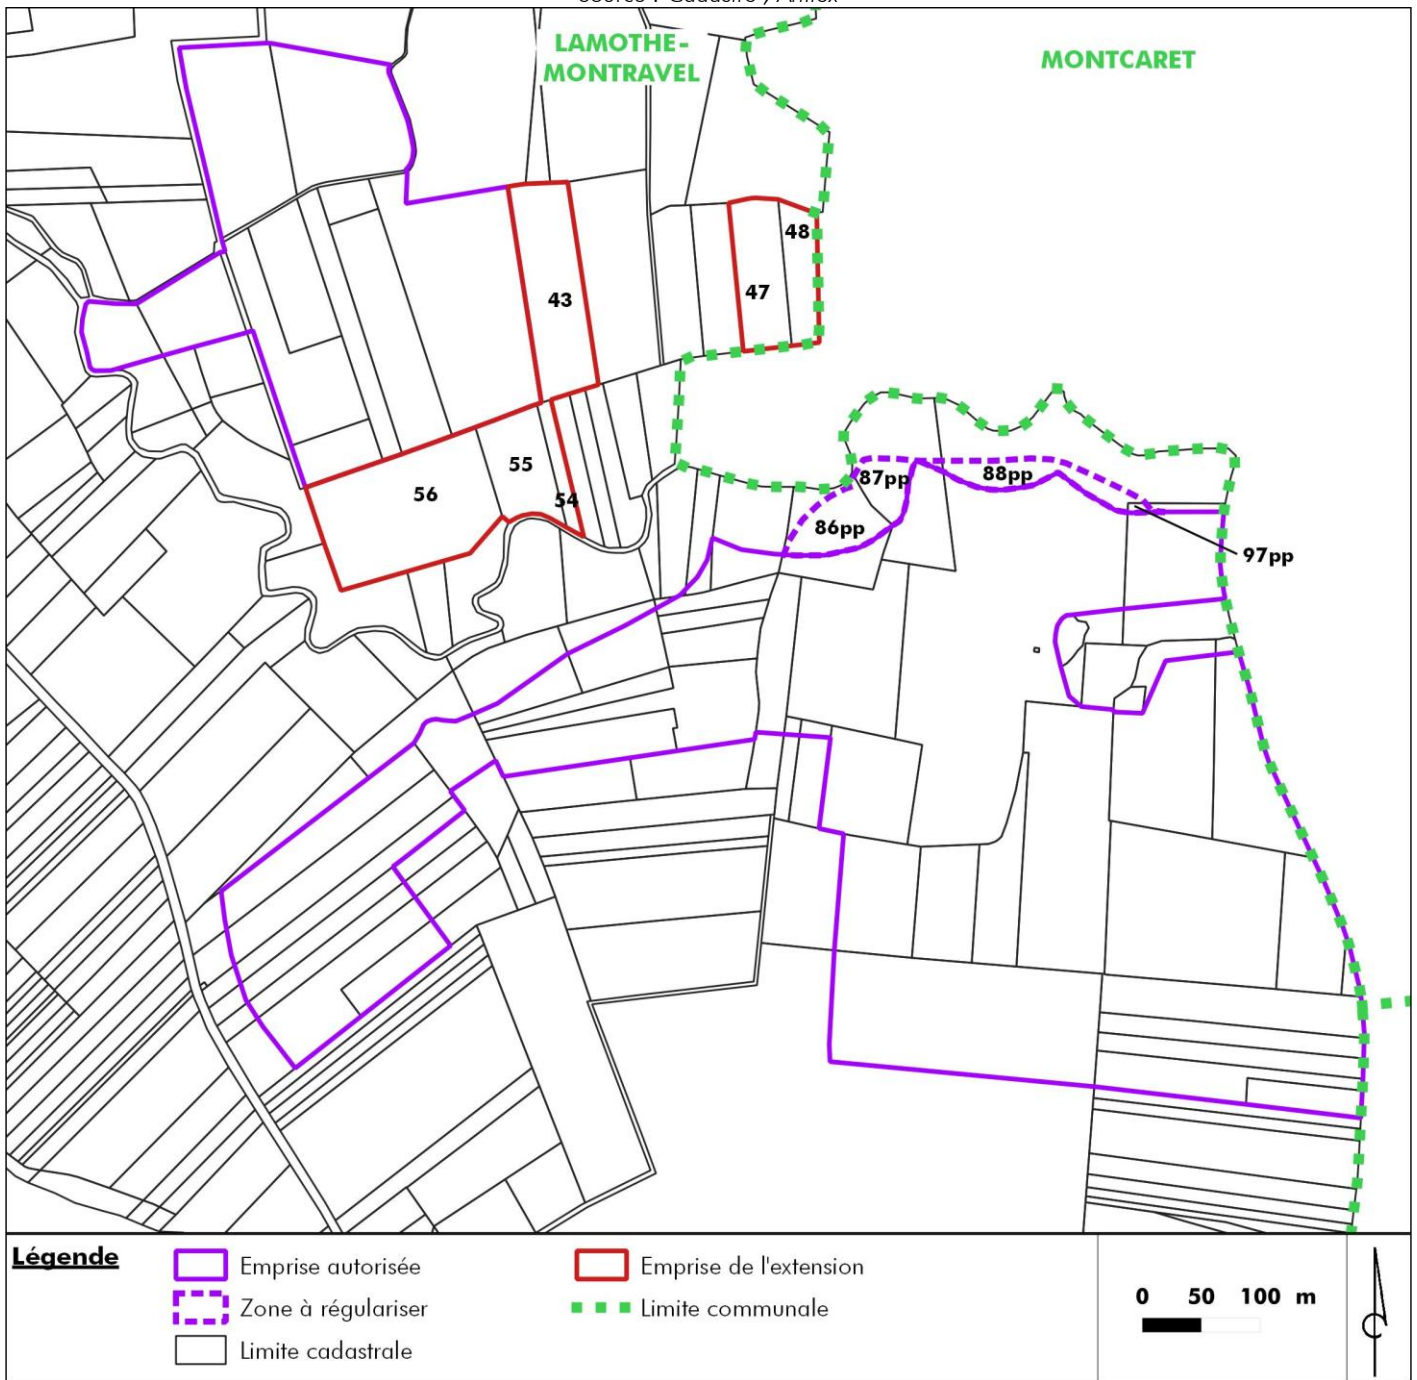 LAMOTHE-
MONTRAVEL
MONTCARET
48
47
43
55
56
54
87pp
88pp
86pp
97pp
Légende
Emprise autorisée
Emprise de l'extension
Zone à régulariser
Limite communale
Limite cadastrale
0 50 100 m